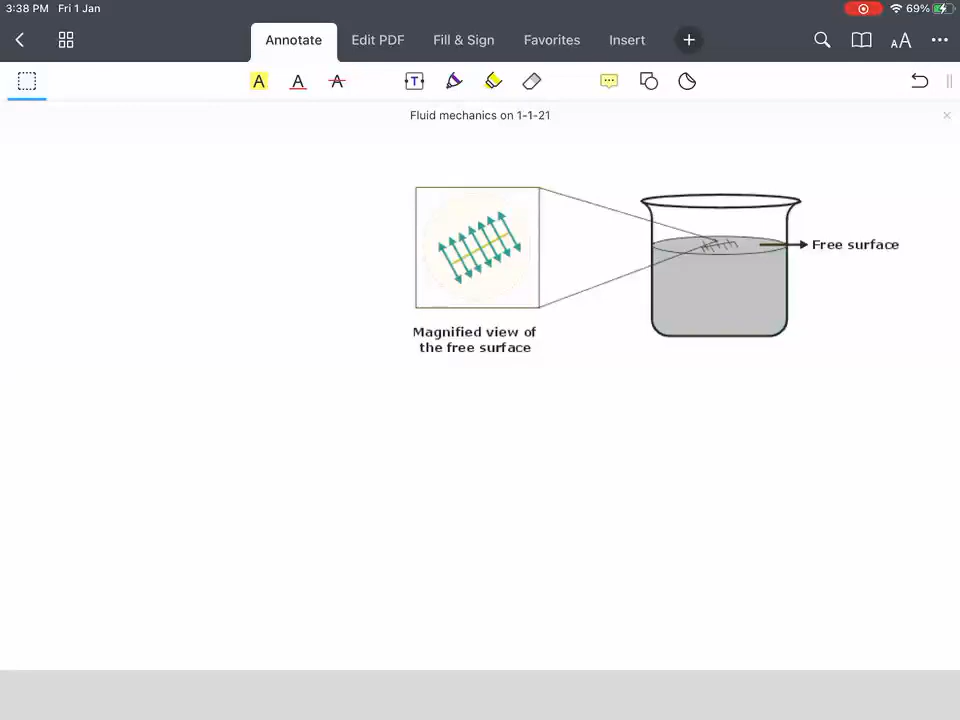 3:38 PM Fri 1 Jan 69%
Annotate Edit PDF Fill & Sign Favorites Insert
A A A T AA
Fluid mechanics on 1-1-21
Free surface
Magnified view of
the free surface